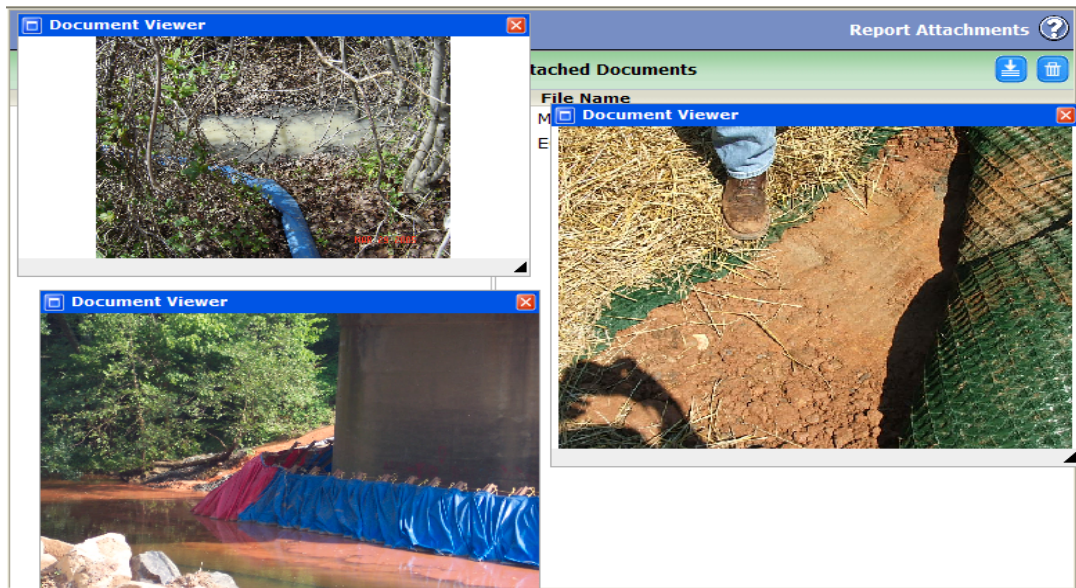 Document Viewer
Report Attachments
tached Documents
File Name
M
Document Viewer
E
Document Viewer